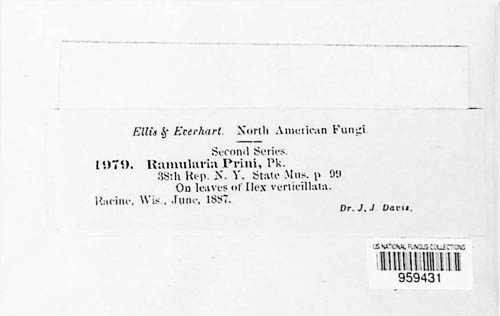 Ellis & Everhart. North American Fungi.
Second Series.
1979. Ramularia Prini, Pk.
38th Rep. N. Y. State Mus. p 99
On leaves of Ilex verticillata.
Racine, Wis., June, 1887.
Dr. J. J. Davis.
US NATIONAL FUNGUS COLLECTIONS
959431